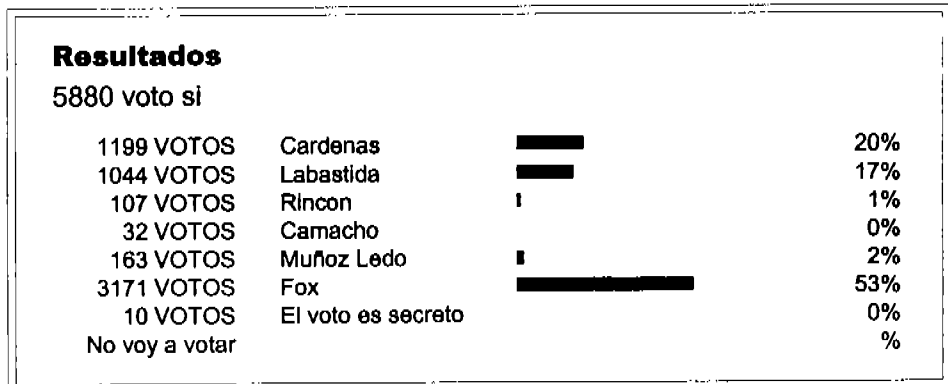 Resultados
5880 voto si
1199 VOTOS Cardenas 20%
1044 VOTOS Labastida 17%
107 VOTOS Rincon 1%
32 VOTOS Camacho 0%
163 VOTOS Muñoz Ledo 2%
3171 VOTOS Fox 53%
10 VOTOS El voto es secreto 0%
No voy a votar %